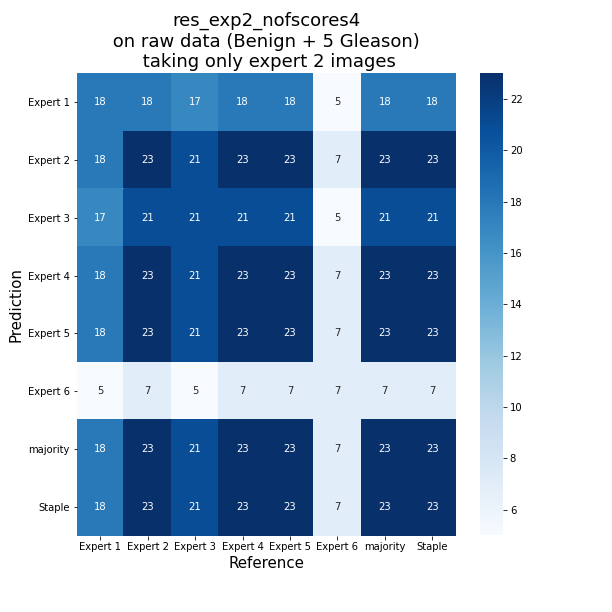 res_exp2_nofscores4
on raw data (Benign + 5 Gleason)
taking only expert 2 images
Expert 1 18 18 17 18 18 5 18 18
Expert 2 18 23 21 23 23 7 23 23
Expert 3 17 21 21 21 21 5 21 21
Expert 4 18 23 21 23 23 7 23 23
Expert 5 18 23 21 23 23 7 23 23
Expert 6 5 7 5 7 7 7 7 7
majority 18 23 21 23 23 7 23 23
Staple 18 23 21 23 23 7 23 23
Expert 1 Expert 2 Expert 3 Expert 4 Expert 5 Expert 6 majority Staple
Reference
Prediction
22
20
18
16
14
12
10
8
6